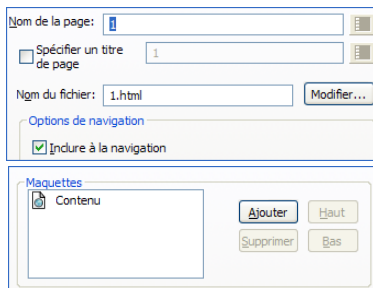 Nom de la page: 1
Spécifier un titre de page 1
Nom du fichier: 1.html Modifier...
Options de navigation
Inclure à la navigation
Maquettes
Contenu
Ajouter Haut
Supprimer Bas